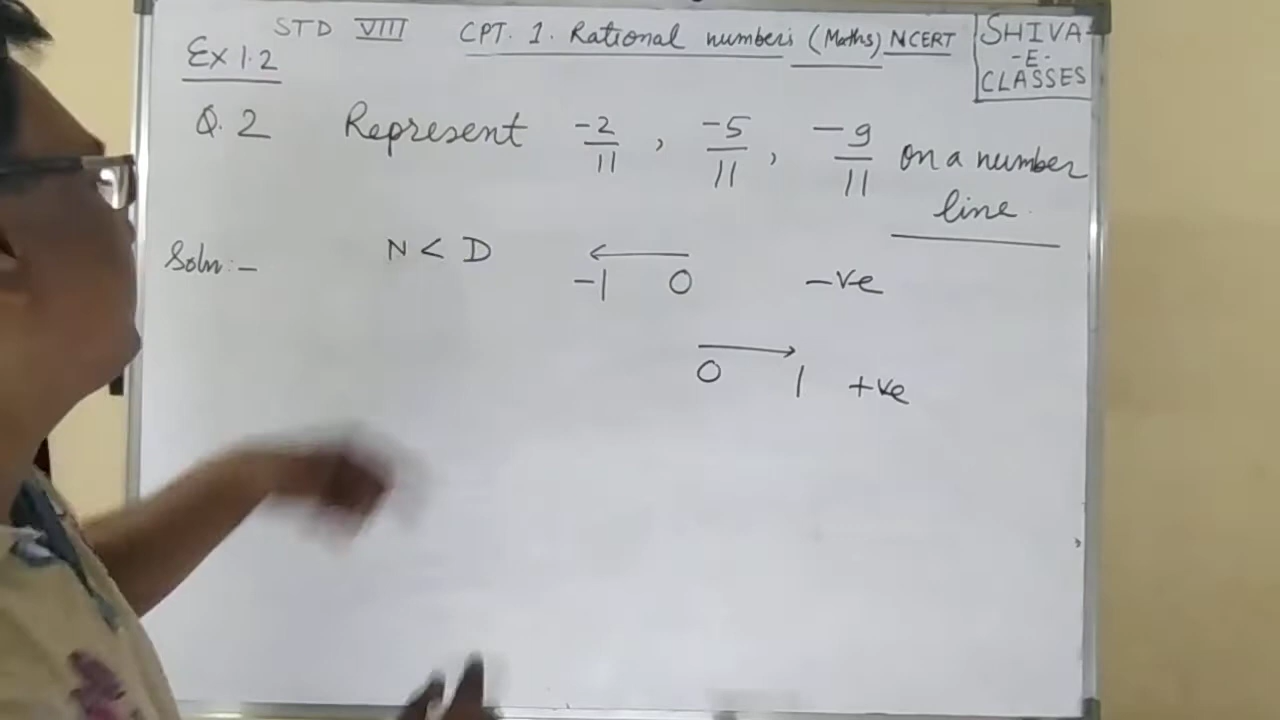 STD VIII CPT. 1. Rational numbers (Maths) NCERT
SHIVA
-E-
CLASSES
Ex 1.2
Q. 2 Represent -2/11 , -5/11 , -9/11 on a number
line.
Soln:- N < D ←
-1 0 -ve
→
0 1 +ve